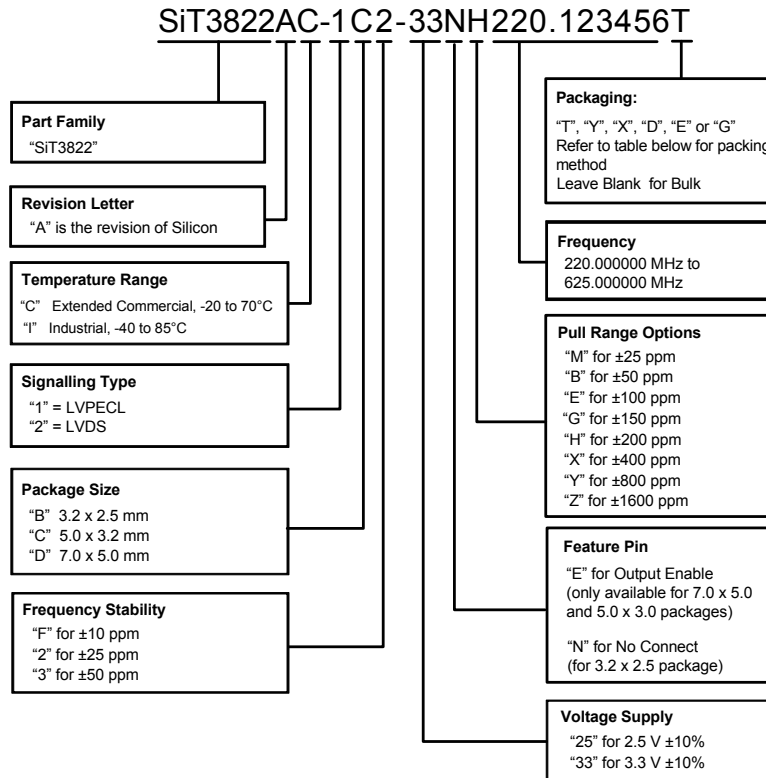 SiT3822AC-1C2-33NH220.123456T
Part Family
“SiT3822”
Revision Letter
“A” is the revision of Silicon
Temperature Range
“C” Extended Commercial, -20 to 70°C
“I” Industrial, -40 to 85°C
Signalling Type
“1” = LVPECL
“2” = LVDS
Package Size
“B” 3.2 x 2.5 mm
“C” 5.0 x 3.2 mm
“D” 7.0 x 5.0 mm
Frequency Stability
“F” for ±10 ppm
“2” for ±25 ppm
“3” for ±50 ppm
Packaging:
“T”, “Y”, “X”, “D”, “E” or “G”
Refer to table below for packing
method
Leave Blank for Bulk
Frequency
220.000000 MHz to
625.000000 MHz
Pull Range Options
“M” for ±25 ppm
“B” for ±50 ppm
“E” for ±100 ppm
“G” for ±150 ppm
“H” for ±200 ppm
“X” for ±400 ppm
“Y” for ±800 ppm
“Z” for ±1600 ppm
Feature Pin
“E” for Output Enable
(only available for 7.0 x 5.0
and 5.0 x 3.0 packages)
“N” for No Connect
(for 3.2 x 2.5 package)
Voltage Supply
“25” for 2.5 V ±10%
“33” for 3.3 V ±10%